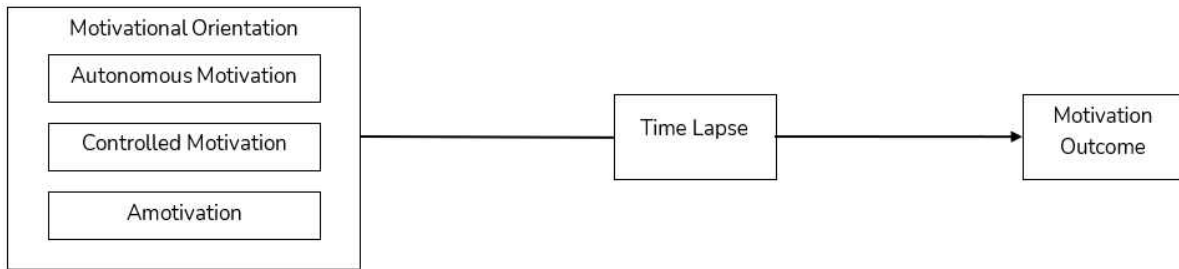 Motivational Orientation
Autonomous Motivation
Controlled Motivation
Amotivation
Time Lapse
Motivation
Outcome